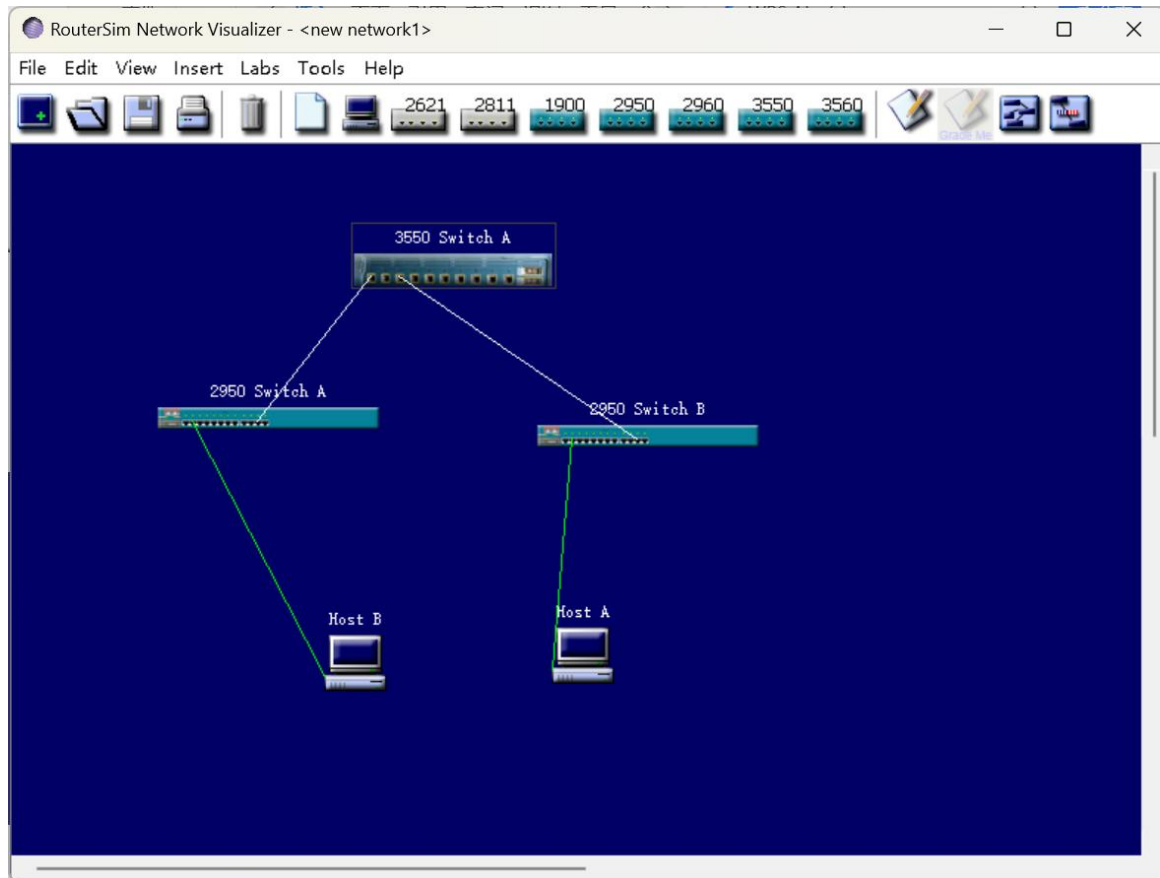 RouterSim Network Visualizer - <new network1>
File Edit View Insert Labs Tools Help
2621 2811 1900 2950 2960 3550 3560
Grade Me
3550 Switch A
2950 Switch A
2950 Switch B
Host B
Host A